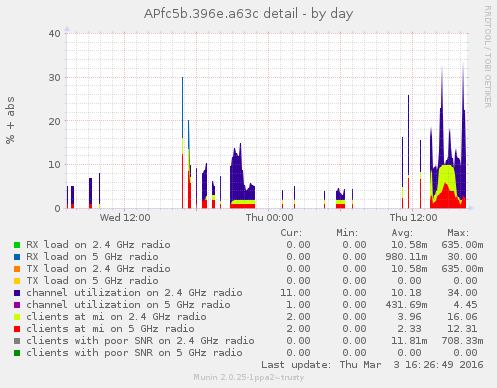 APfc5b.396e.a63c detail - by day
RRDTOOL / TOBI OETIKER
% + abs
40
30
20
10
0
Wed 12:00 Thu 00:00 Thu 12:00
Cur: Min: Avg: Max:
RX load on 2.4 GHz radio 0.00 0.00 10.58m 635.00m
RX load on 5 GHz radio 0.00 0.00 980.11m 30.00
TX load on 2.4 GHz radio 0.00 0.00 10.58m 635.00m
TX load on 5 GHz radio 0.00 0.00 0.00 0.00
channel utilization on 2.4 GHz radio 11.00 0.00 10.18 34.00
channel utilization on 5 GHz radio 1.00 0.00 431.69m 4.45
clients at mi on 2.4 GHz radio 2.00 0.00 3.96 16.06
clients at mi on 5 GHz radio 2.00 0.00 2.33 12.31
clients with poor SNR on 2.4 GHz radio 0.00 0.00 11.81m 708.33m
clients with poor SNR on 5 GHz radio 0.00 0.00 0.00 0.00
Last update: Thu Mar 3 16:26:49 2016
Munin 2.0.25-1ppa2~trusty